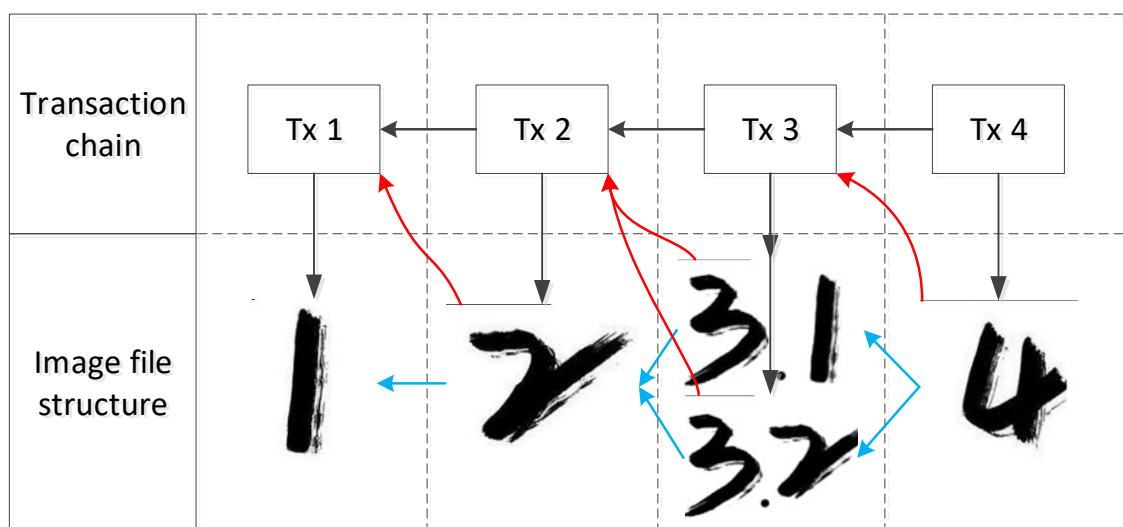 Transaction
chain
Tx 1
Tx 2
Tx 3
Tx 4
Image file
structure
1
2
3.1
3.2
4